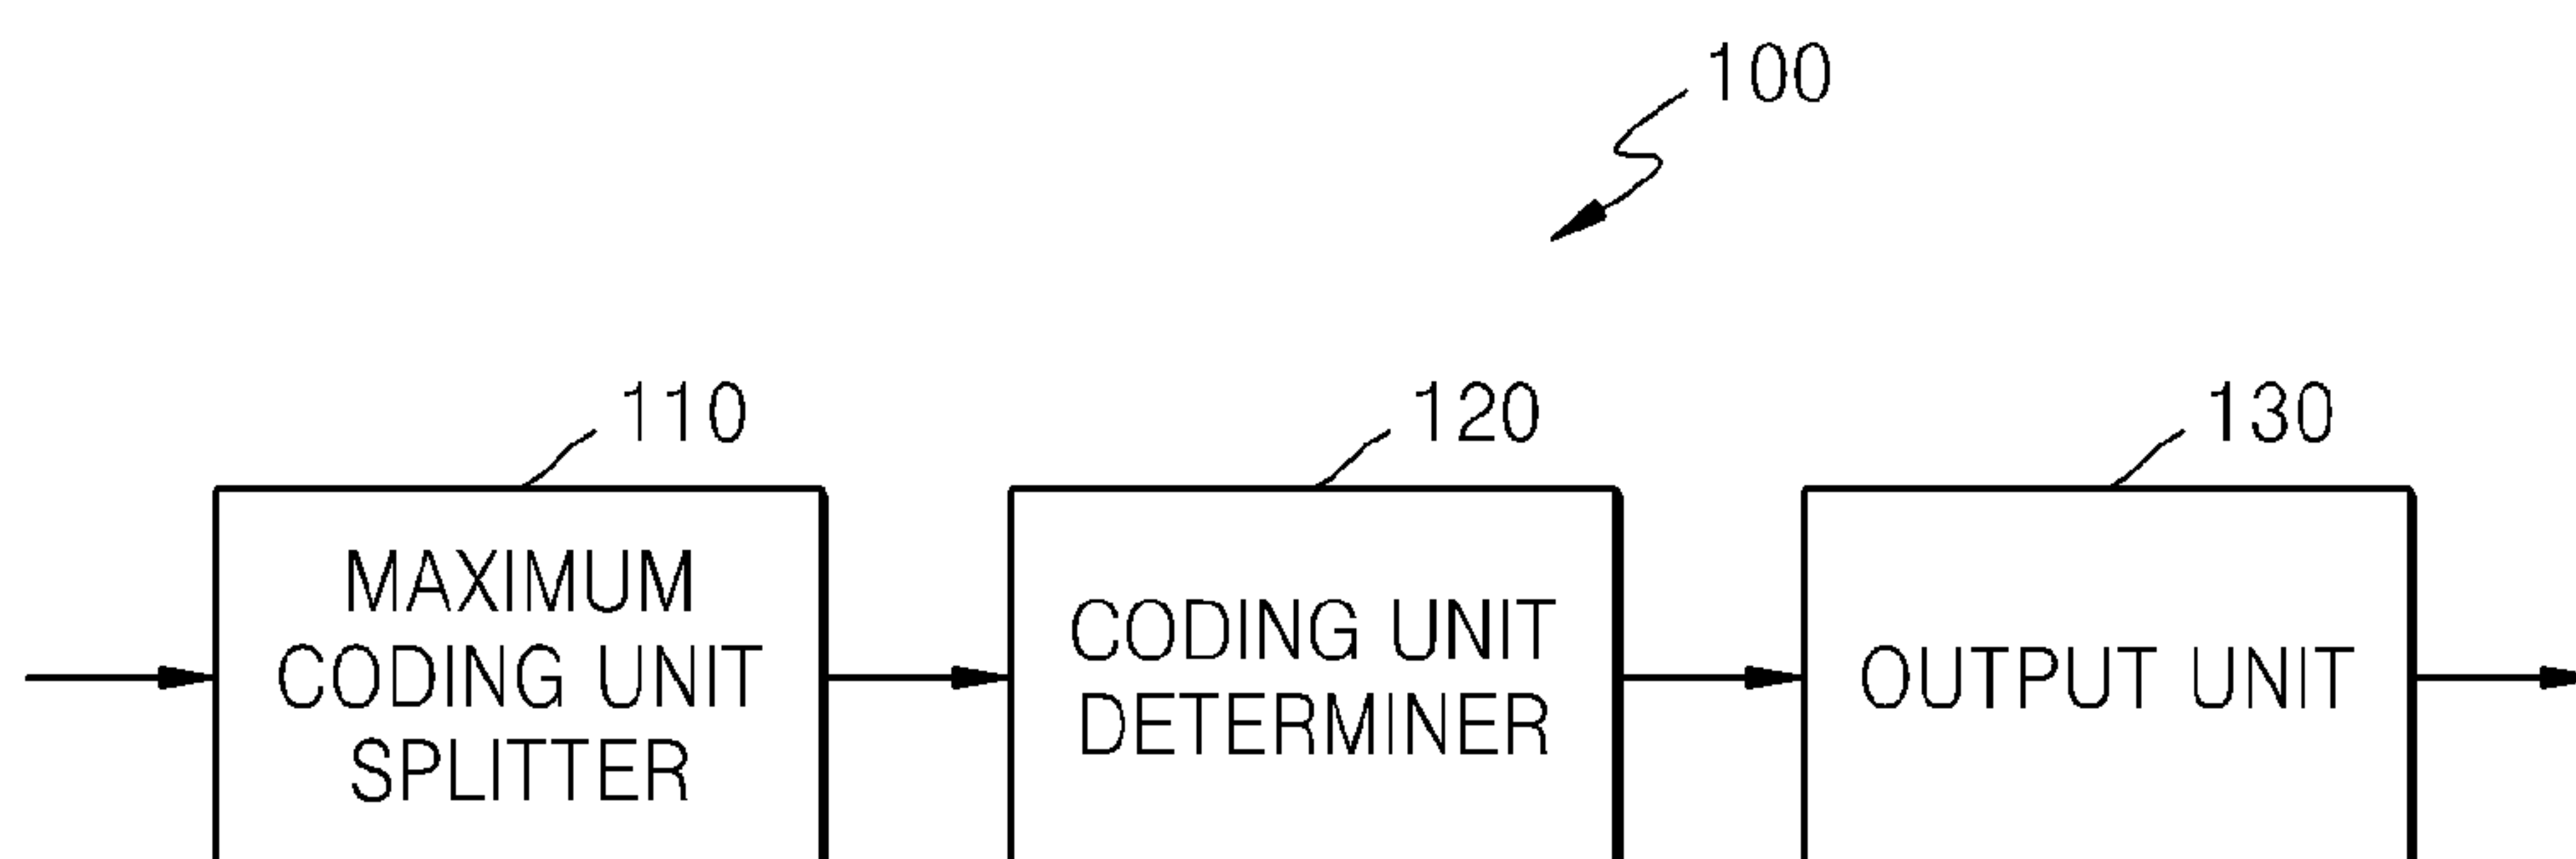 100
110
120
130
MAXIMUM
CODING UNIT
SPLITTER
CODING UNIT
DETERMINER
OUTPUT UNIT